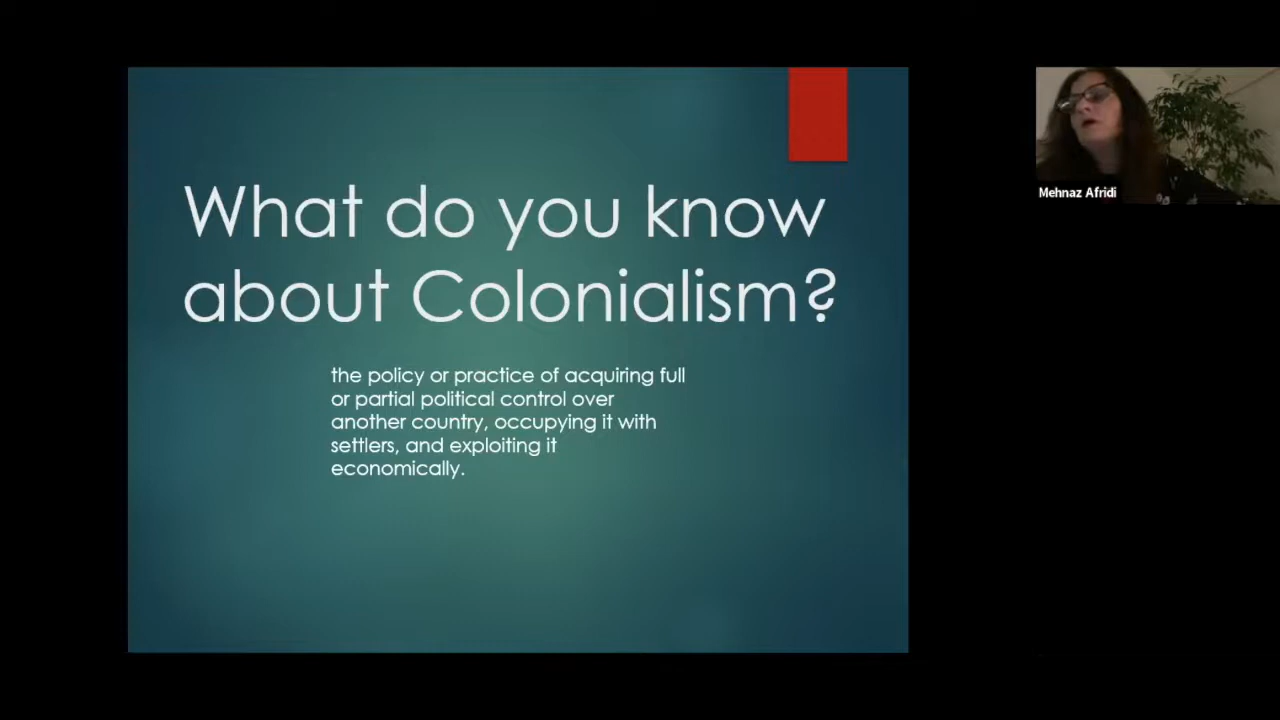 What do you know
about Colonialism?
the policy or practice of acquiring full
or partial political control over
another country, occupying it with
settlers, and exploiting it
economically.
Mehnaz Afridi